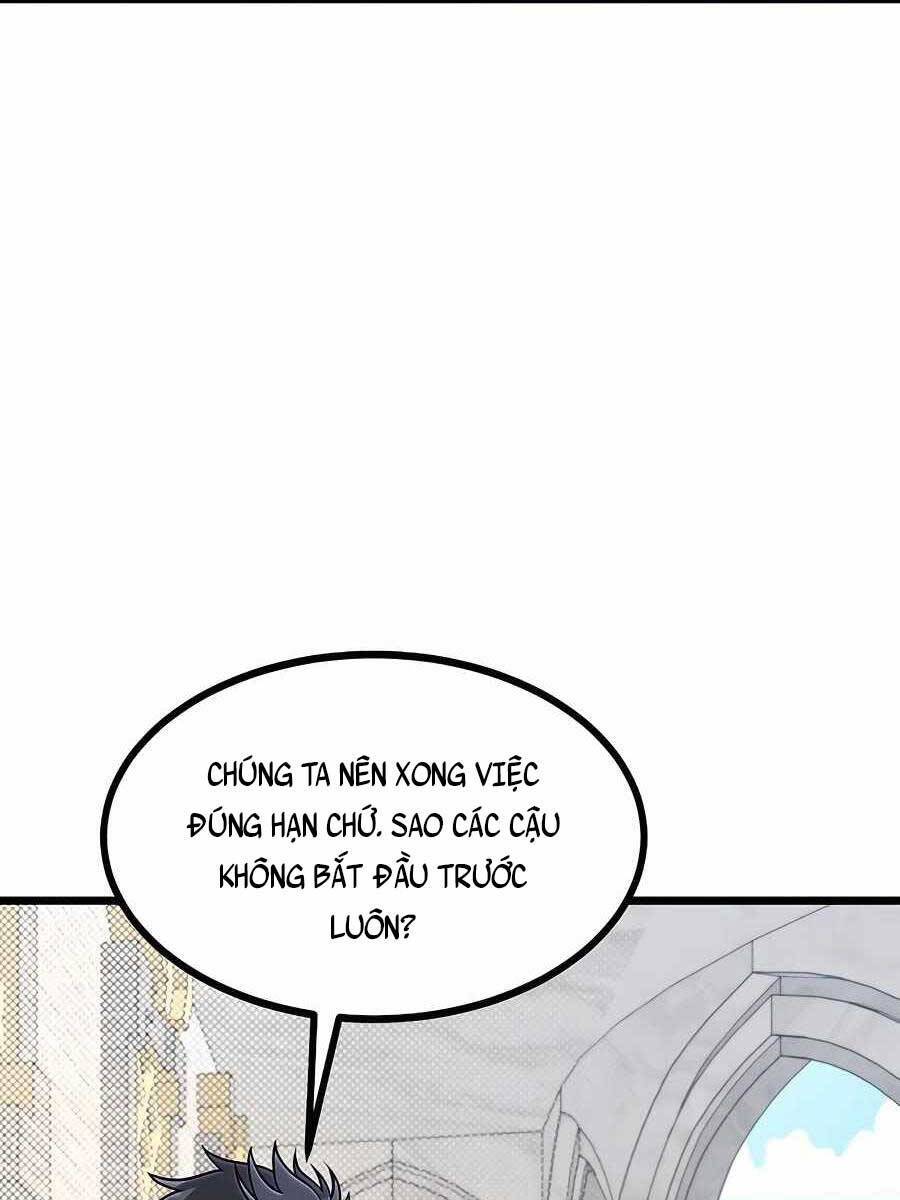 CHÚNG TA NÊN XONG VIỆC
ĐÚNG HẠN CHỨ. SAO CÁC CẬU
KHÔNG BẮT ĐẦU TRƯỚC
LUÔN?